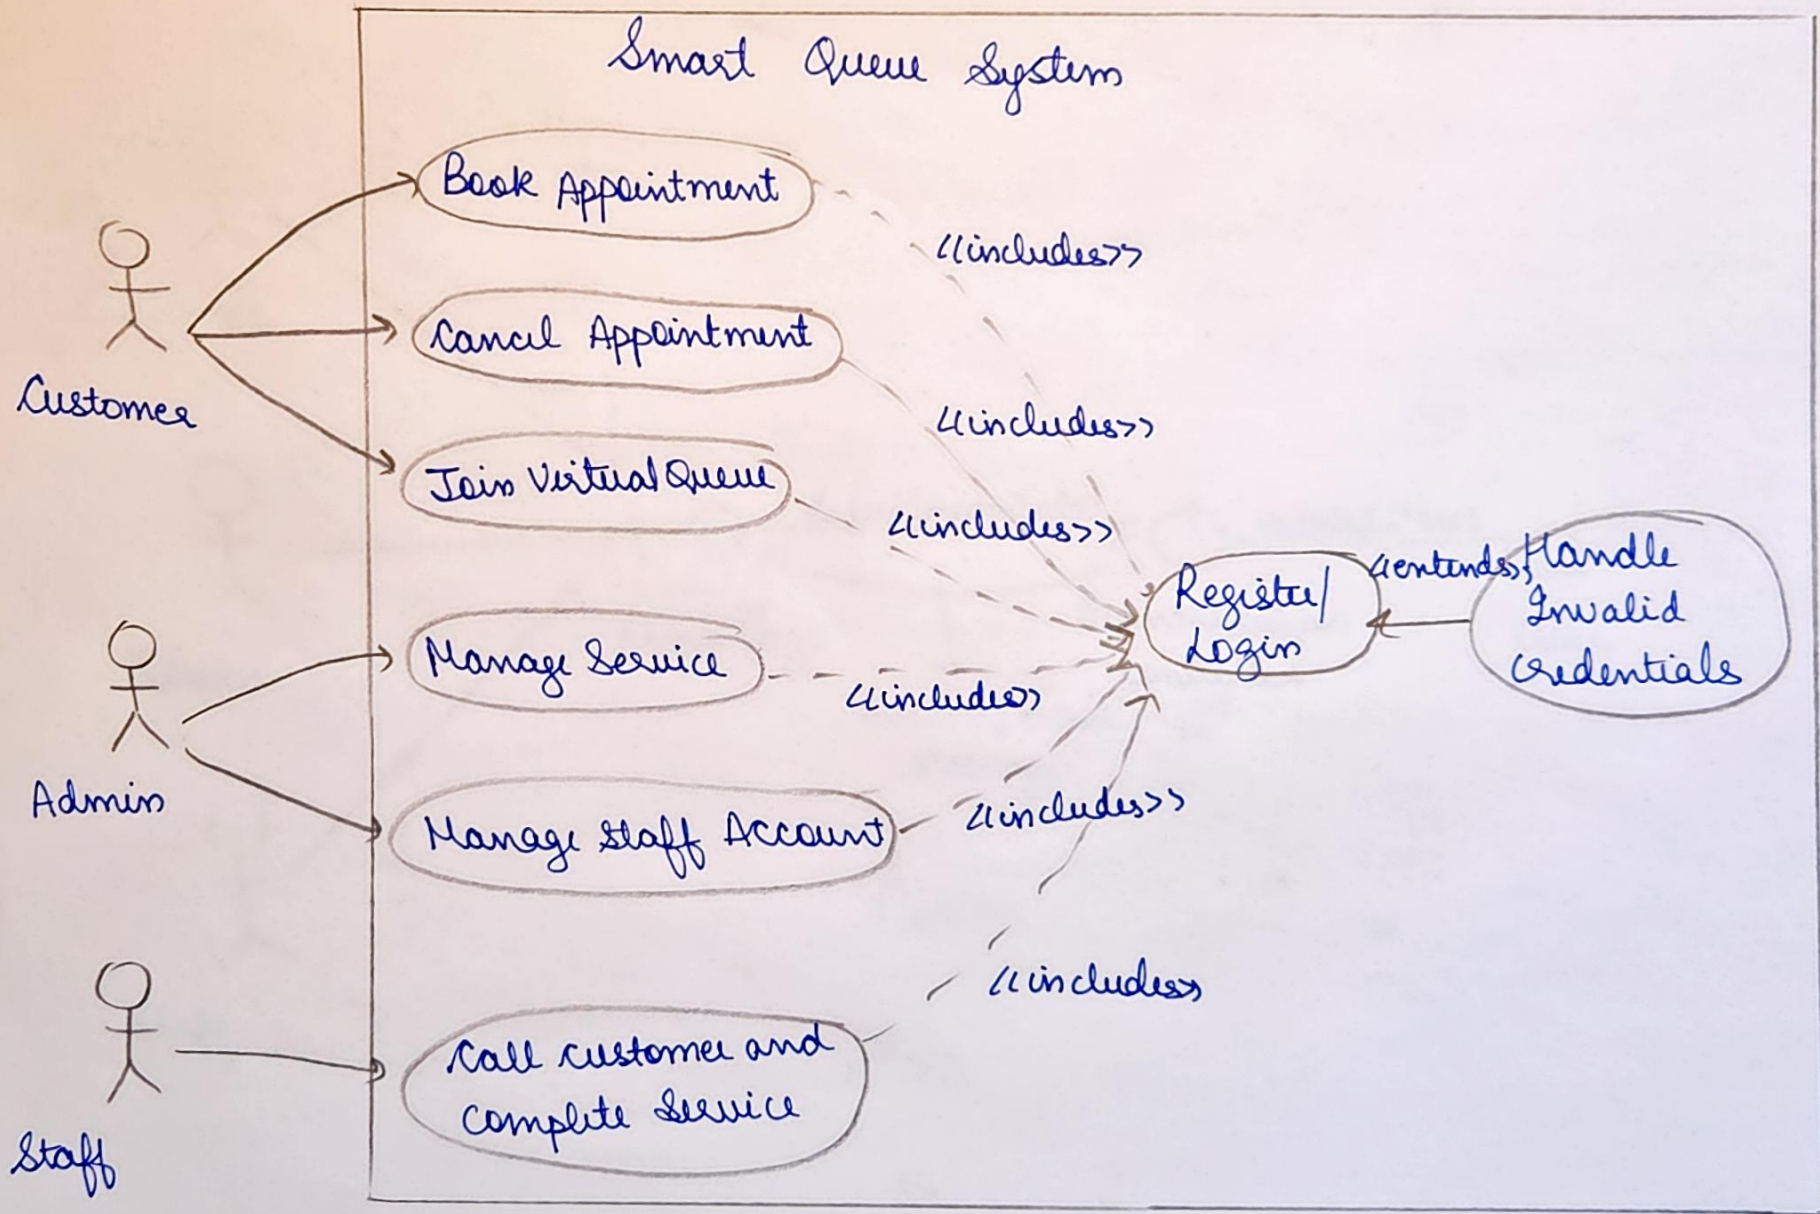 Smart Queue System
Book Appointment
<<includes>>
Customer
Cancel Appointment
<<includes>>
Join Virtual Queue
<<includes>>
Register/
Login
<<extends>>
Handle
Invalid
credentials
Admin
Manage Service
<<includes>>
Manage Staff Account
<<includes>>
Staff
Call customer and
Complete Service
<<includes>>